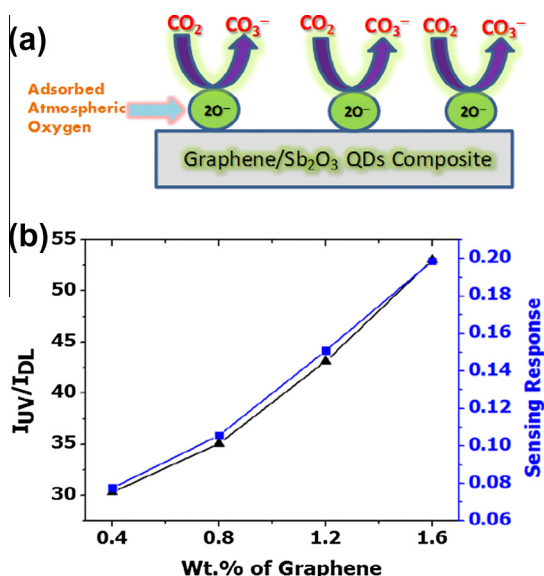 (a)
CO₂ CO₃⁻ CO₂ CO₃⁻ CO₂ CO₃⁻
Adsorbed
Atmospheric
Oxygen
2O⁻ 2O⁻ 2O⁻
Graphene/Sb₂O₃ QDs Composite
(b)
55
50
45
40
35
30
I_UV/I_DL
0.20
0.18
0.16
0.14
0.12
0.10
0.08
0.06
Sensing Response
0.4 0.8 1.2 1.6
Wt.% of Graphene